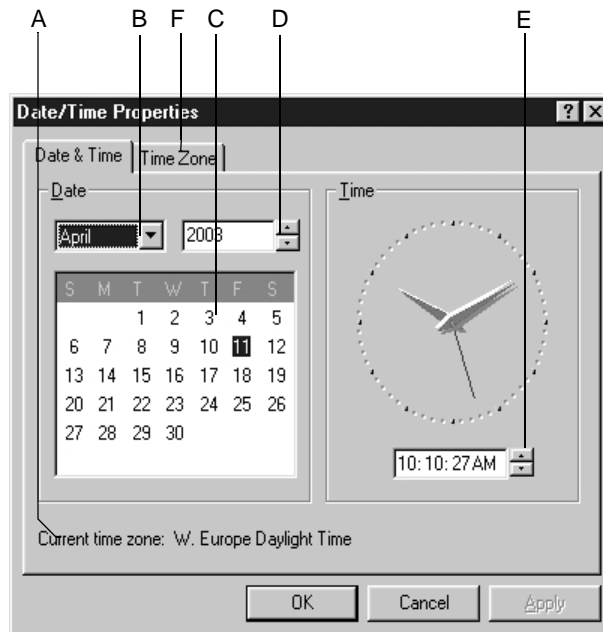 A B F C D E
Date/Time Properties ? ×
Date & Time Time Zone
Date Time
April 2003
S M T W T F S
1 2 3 4 5
6 7 8 9 10 11 12
13 14 15 16 17 18 19
20 21 22 23 24 25 26
27 28 29 30
10:10:27 AM
Current time zone: W. Europe Daylight Time
OK Cancel Apply